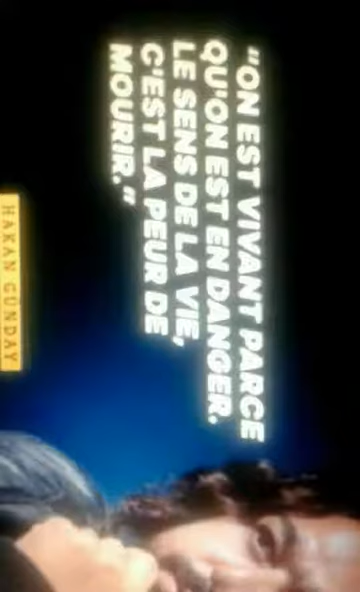 "ON EST VIVANT PARCE
QU'ON EST EN DANGER.
LE SENS DE LA VIE,
C'EST LA PEUR DE
MOURIR."
HAKAN GÜNDAY